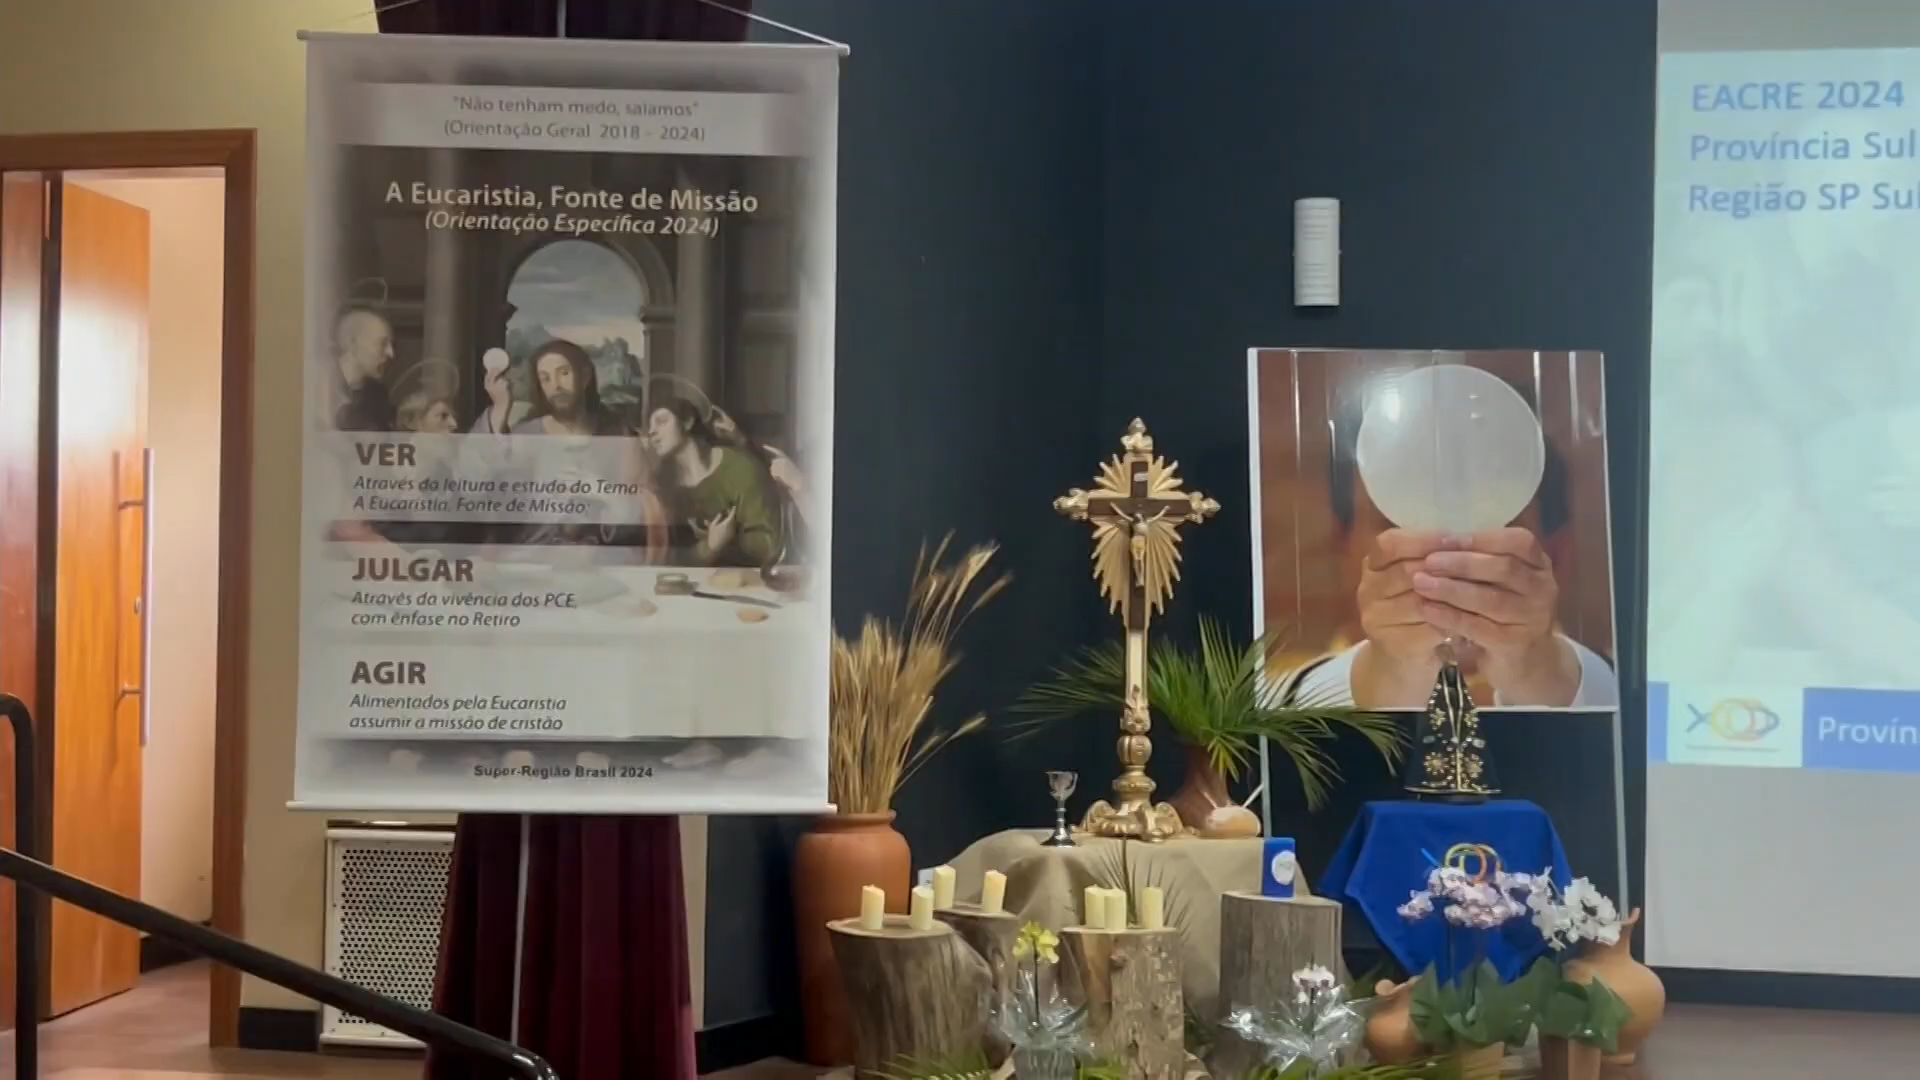 "Não tenham medo, saiamos"
(Orientação Geral 2018 - 2024)
A Eucaristia, Fonte de Missão
(Orientação Específica 2024)
VER
Através da leitura e estudo do Tema:
A Eucaristia, Fonte de Missão;
JULGAR
Através da vivência dos PCE,
com ênfase no Retiro
AGIR
Alimentados pela Eucaristia
assumir a missão de cristão
Super-Região Brasil 2024
EACRE 2024
Província Sul
Região SP Sul
Provín